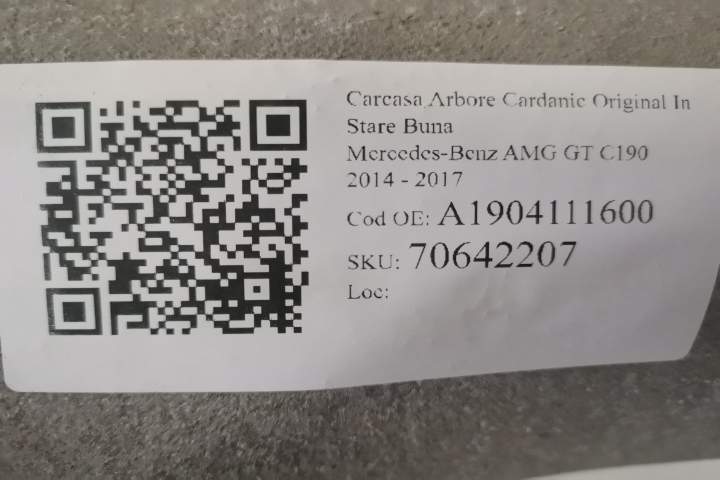 Carcasa Arbore Cardanic Original In
Stare Buna
Mercedes-Benz AMG GT C190
2014 - 2017
Cod OE: A1904111600
SKU: 70642207
Loc: